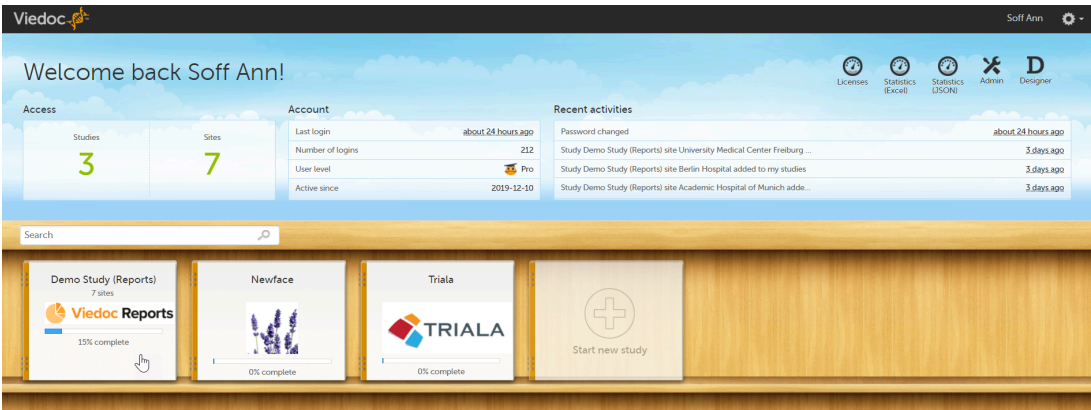 Viedoc
Soff Ann
Welcome back Soff Ann!
Licenses
Statistics (Excel)
Statistics (JSON)
Admin
D
Designer
Access
Studies
3
Sites
7
Account
Last login about 24 hours ago
Number of logins 212
User level Pro
Active since 2019-12-10
Recent activities
Password changed about 24 hours ago
Study Demo Study (Reports) site University Medical Center Freiburg ... 3 days ago
Study Demo Study (Reports) site Berlin Hospital added to my studies 3 days ago
Study Demo Study (Reports) site Academic Hospital of Munich adde... 3 days ago
Search
Demo Study (Reports)
7 sites
Viedoc Reports
15% complete
Newface
0% complete
Triala
TRIALA
0% complete
Start new study